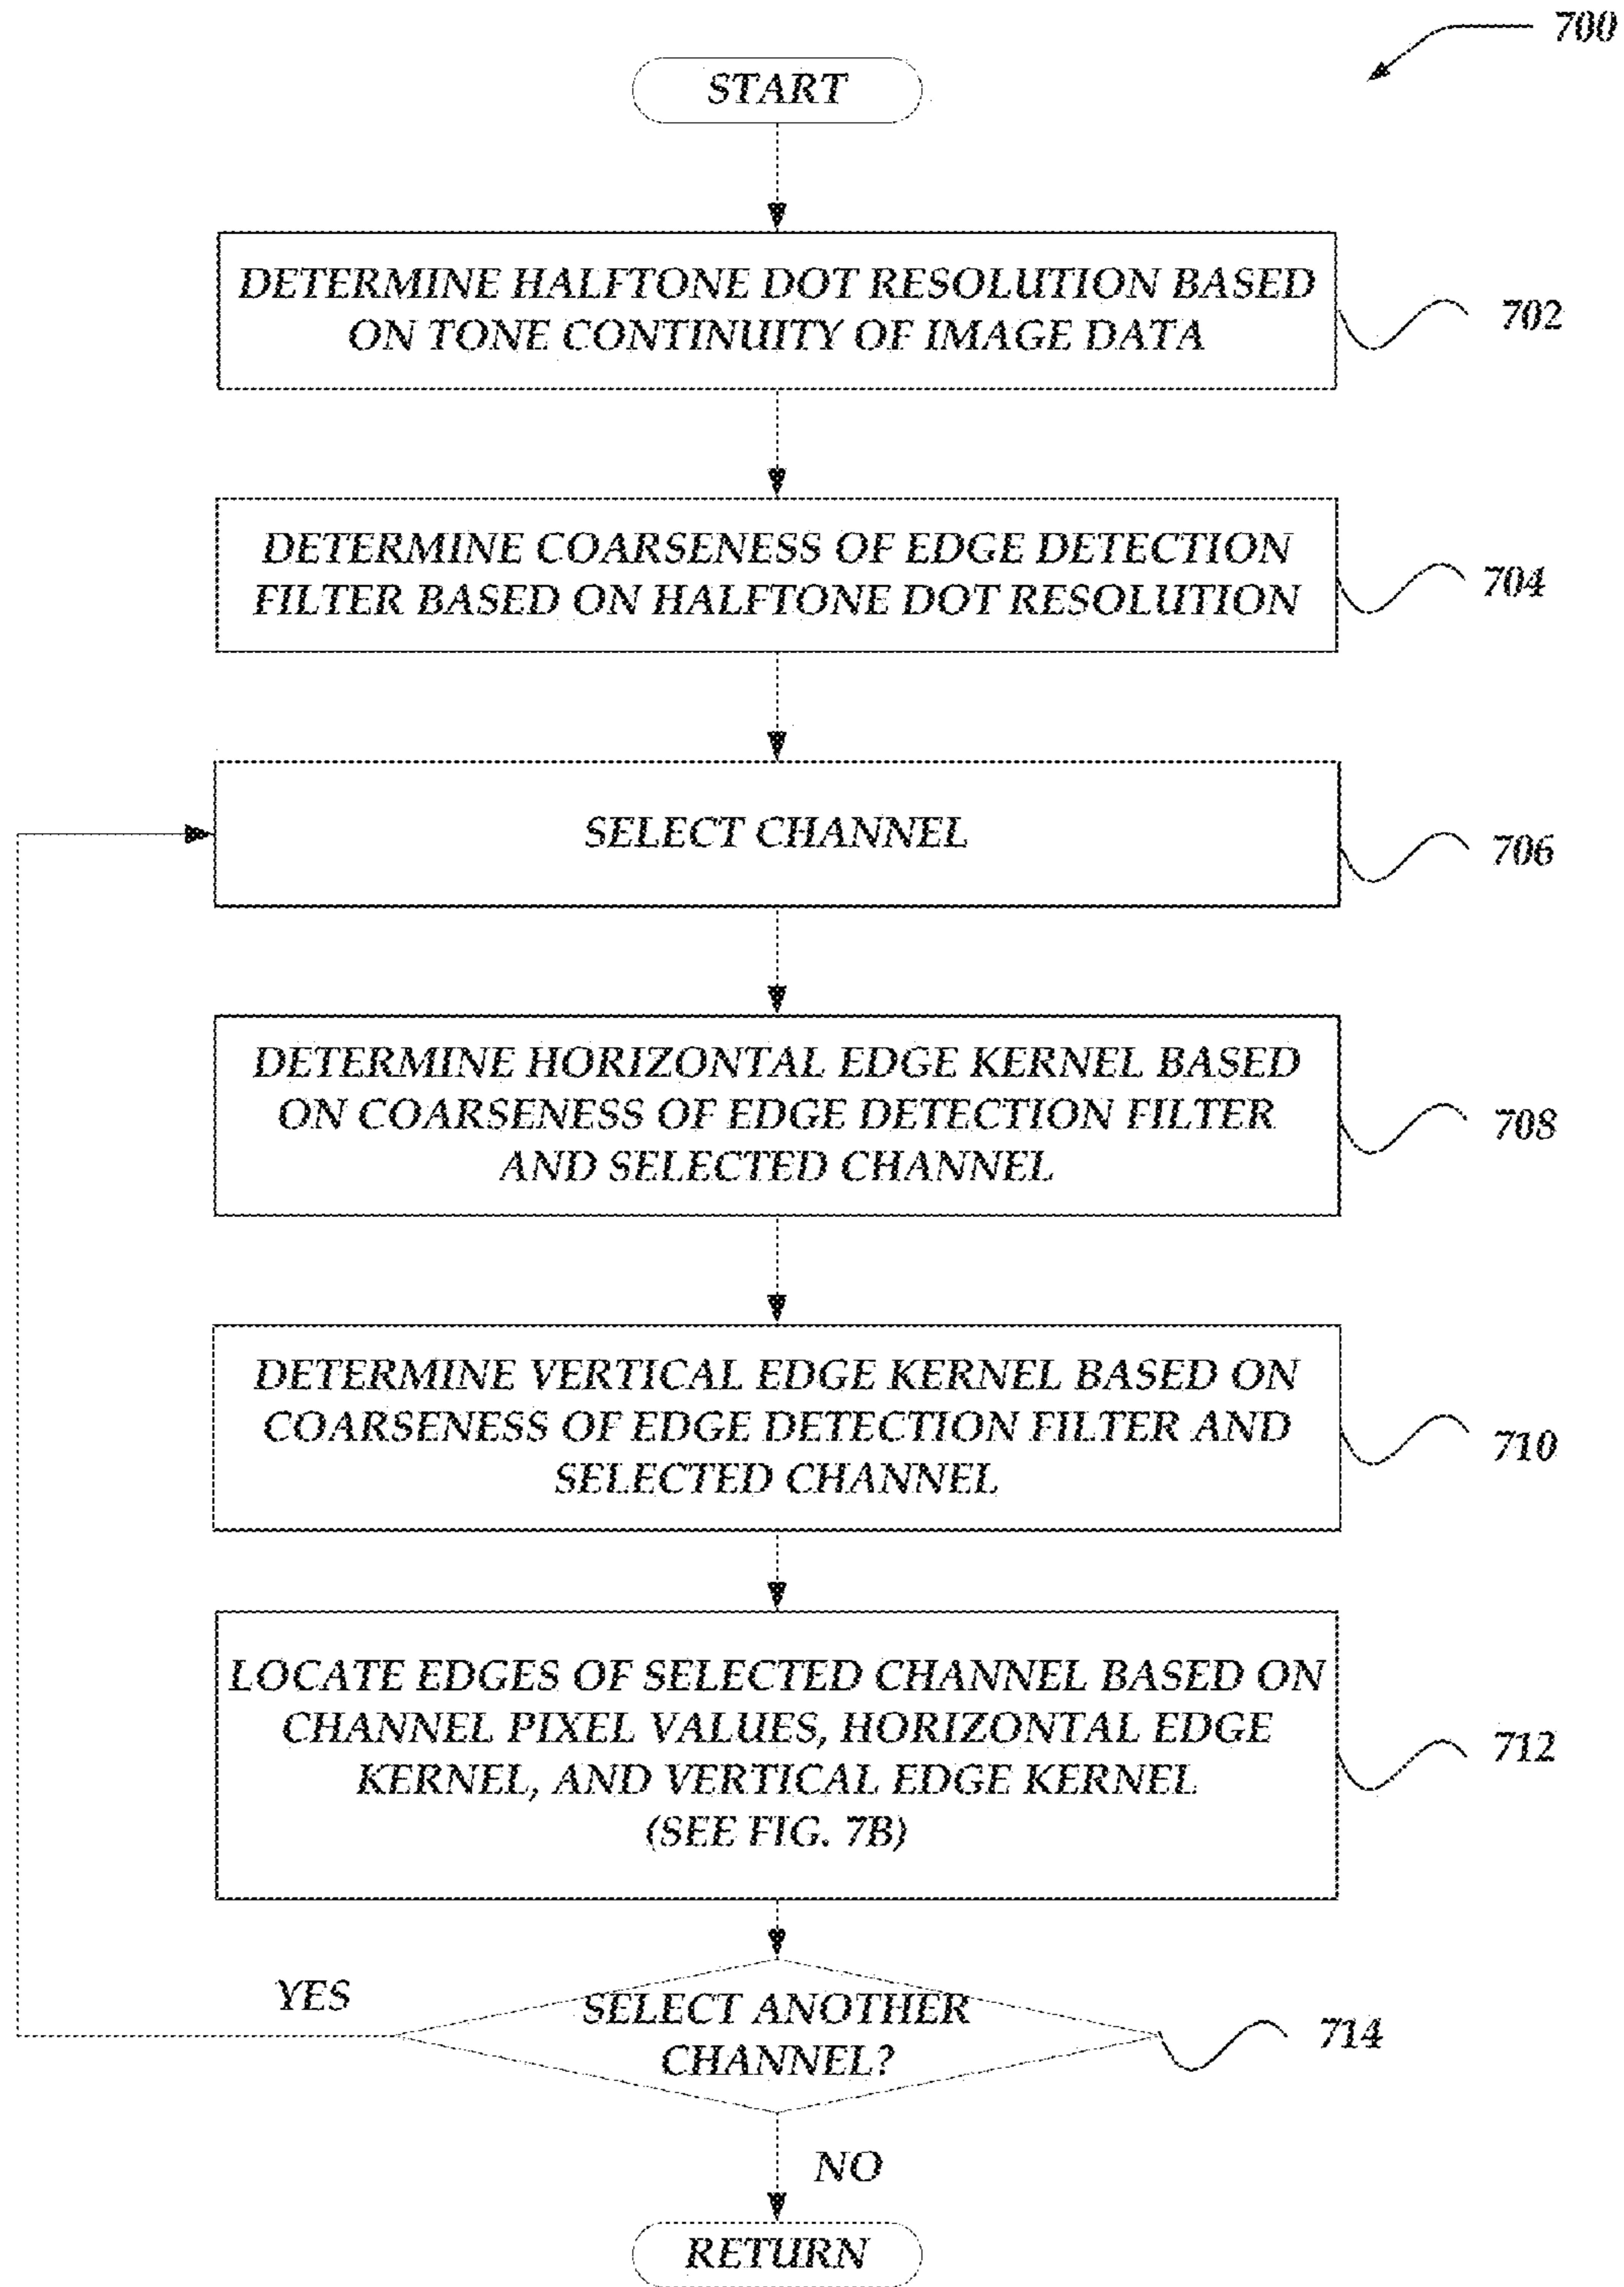 700
START
DETERMINE HALFTONE DOT RESOLUTION BASED
ON TONE CONTINUITY OF IMAGE DATA
702
DETERMINE COARSENESS OF EDGE DETECTION
FILTER BASED ON HALFTONE DOT RESOLUTION
704
SELECT CHANNEL
706
DETERMINE HORIZONTAL EDGE KERNEL BASED
ON COARSENESS OF EDGE DETECTION FILTER
AND SELECTED CHANNEL
708
DETERMINE VERTICAL EDGE KERNEL BASED ON
COARSENESS OF EDGE DETECTION FILTER AND
SELECTED CHANNEL
710
LOCATE EDGES OF SELECTED CHANNEL BASED ON
CHANNEL PIXEL VALUES, HORIZONTAL EDGE
KERNEL, AND VERTICAL EDGE KERNEL
(SEE FIG. 7B)
712
YES
SELECT ANOTHER
CHANNEL?
714
NO
RETURN